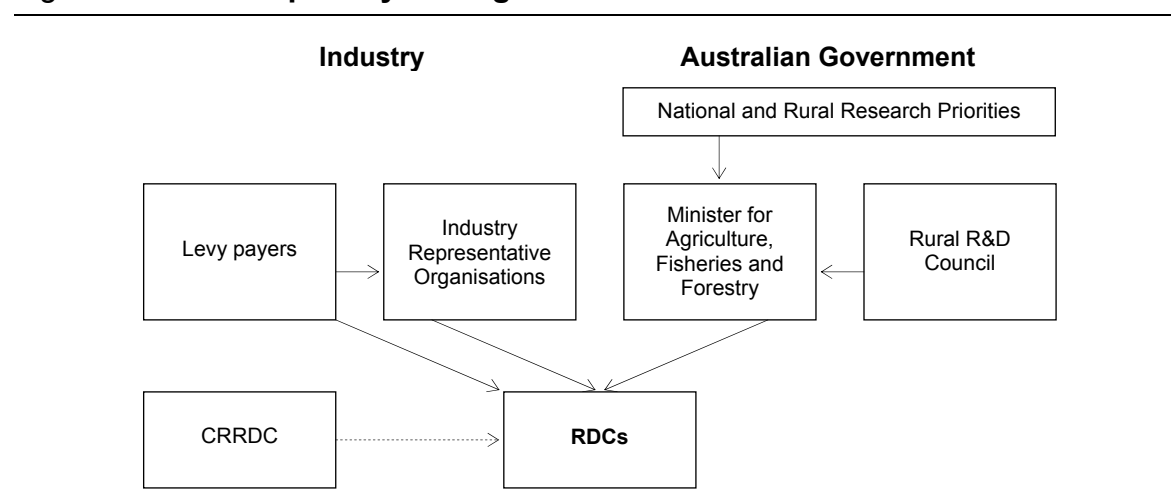 Industry
Australian Government
National and Rural Research Priorities
Levy payers
Industry
Representative
Organisations
Minister for
Agriculture,
Fisheries and
Forestry
Rural R&D
Council
CRRDC
RDCs